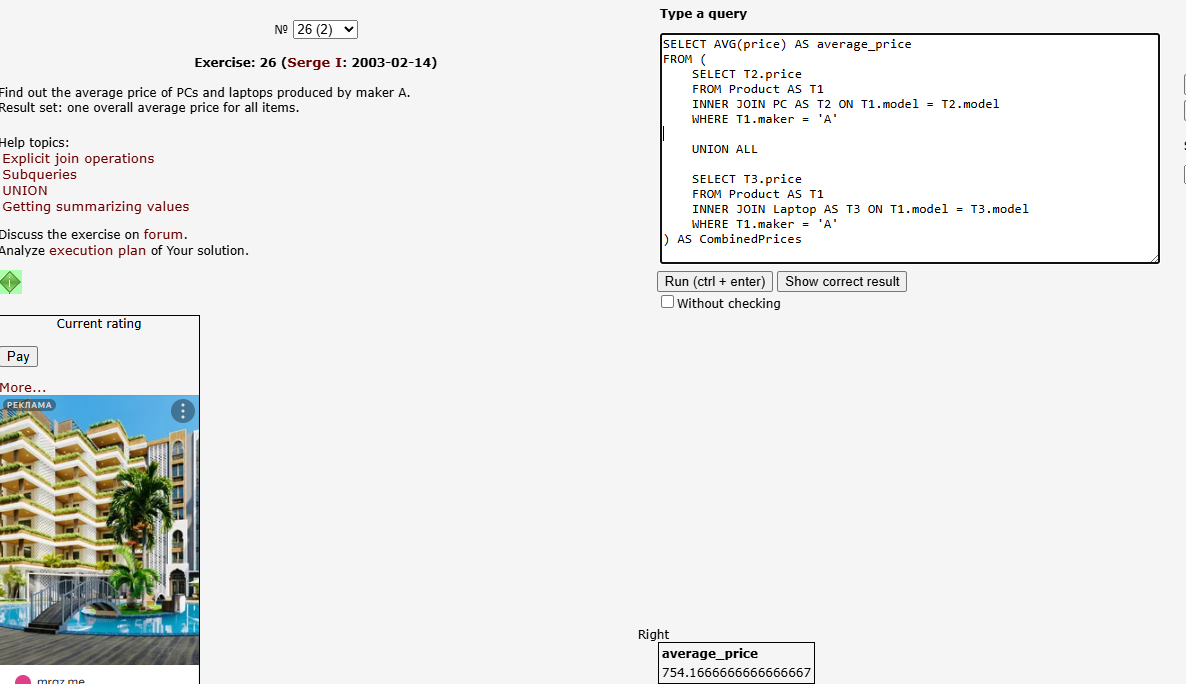 № 26 (2)
Exercise: 26 (Serge I: 2003-02-14)
Find out the average price of PCs and laptops produced by maker A.
Result set: one overall average price for all items.
Help topics:
Explicit join operations
Subqueries
UNION
Getting summarizing values
Discuss the exercise on forum.
Analyze execution plan of Your solution.
Current rating
Pay
More...
РЕКЛАМА
Type a query
SELECT AVG(price) AS average_price
FROM (
    SELECT T2.price
    FROM Product AS T1
    INNER JOIN PC AS T2 ON T1.model = T2.model
    WHERE T1.maker = 'A'
    UNION ALL
    SELECT T3.price
    FROM Product AS T1
    INNER JOIN Laptop AS T3 ON T1.model = T3.model
    WHERE T1.maker = 'A'
) AS CombinedPrices
Run (ctrl + enter) Show correct result
Without checking
Right
average_price
754.1666666666666667